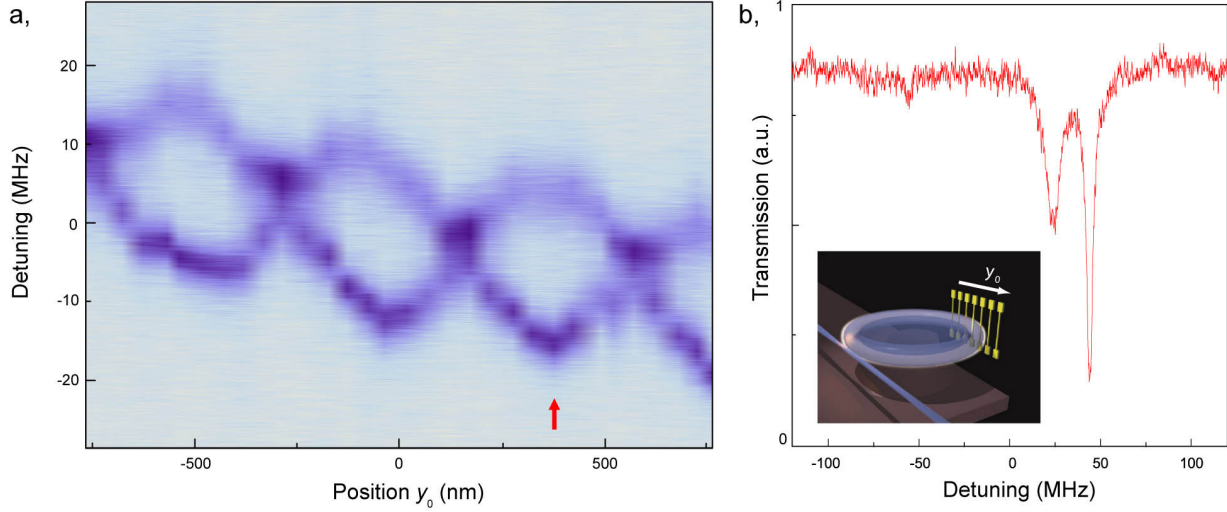 a,
Detuning (MHz)
20
10
0
-10
-20
-500
0
500
Position y₀ (nm)
b,
Transmission (a.u.)
1
0
y₀
-100
-50
0
50
100
Detuning (MHz)